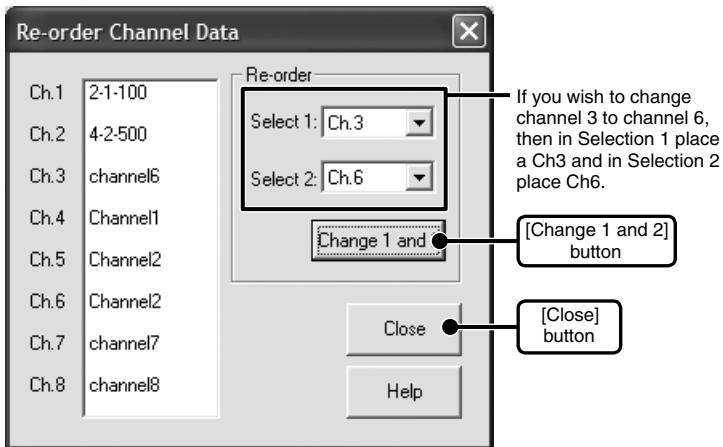 Re-order Channel Data
Ch.1 2-1-100
Ch.2 4-2-500
Ch.3 channel6
Ch.4 Channel1
Ch.5 Channel2
Ch.6 Channel2
Ch.7 channel7
Ch.8 channel8
Re-order
Select 1: Ch.3
Select 2: Ch.6
Change 1 and
Close
Help
If you wish to change
channel 3 to channel 6,
then in Selection 1 place
a Ch3 and in Selection 2
place Ch6.
[Change 1 and 2]
button
[Close]
button